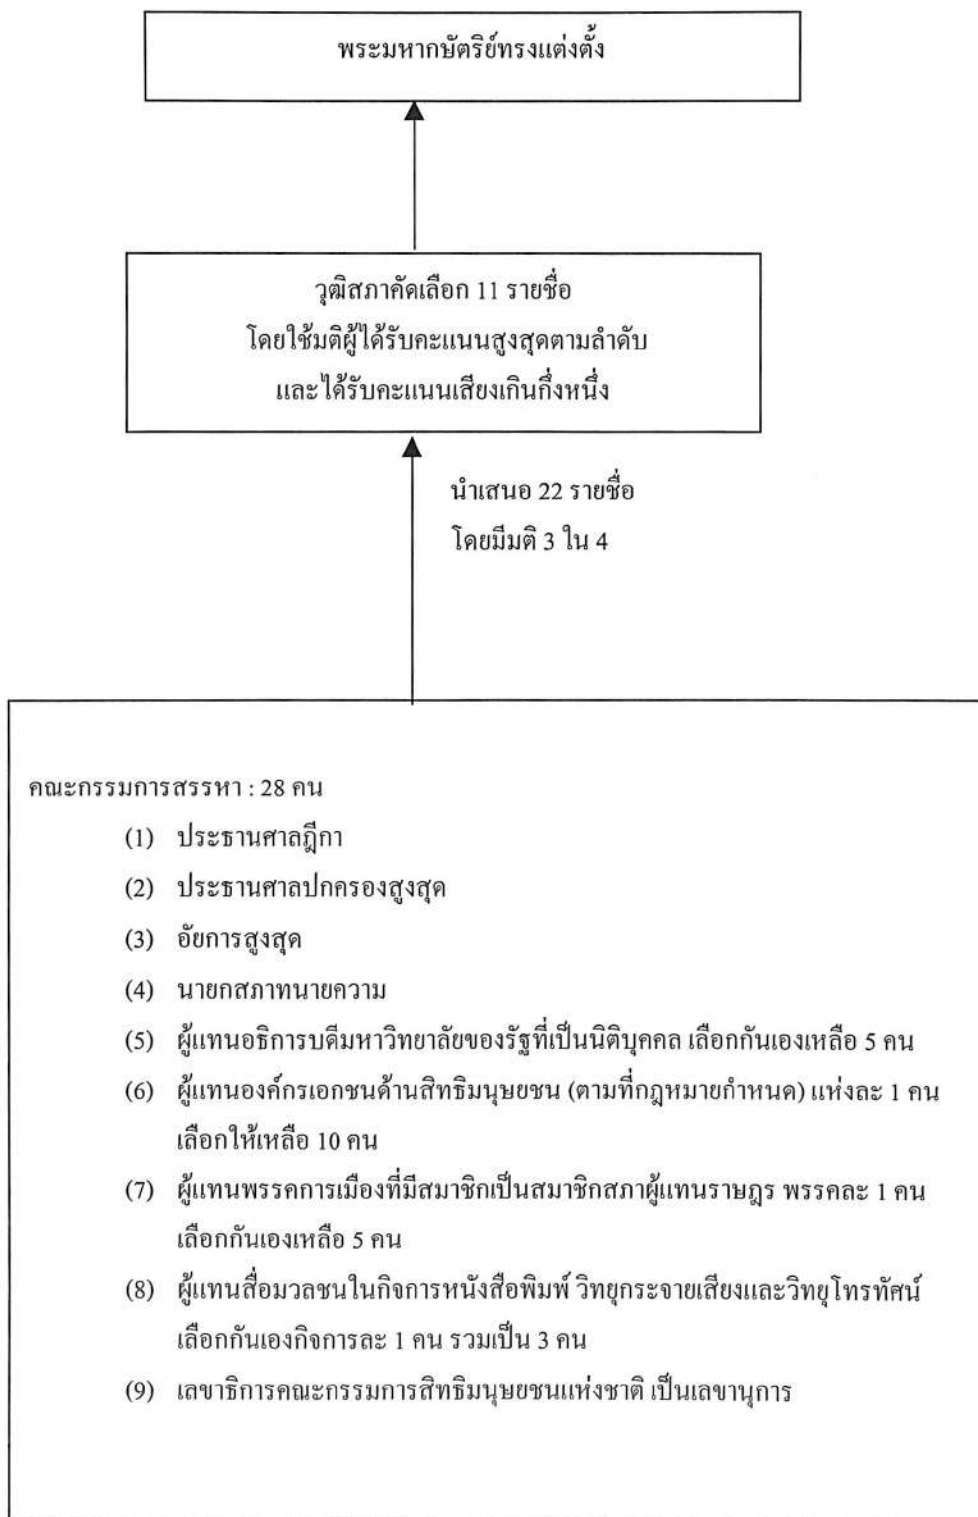 พระมหากษัตริย์ทรงแต่งตั้ง
วุฒิสภาคัดเลือก 11 รายชื่อ
โดยใช้มติผู้ได้รับคะแนนสูงสุดตามลำดับ
และได้รับคะแนนเสียงเกินกึ่งหนึ่ง
นำเสนอ 22 รายชื่อ
โดยมีมติ 3 ใน 4
คณะกรรมการสรรหา : 28 คน
(1) ประธานศาลฎีกา
(2) ประธานศาลปกครองสูงสุด
(3) อัยการสูงสุด
(4) นายกสภาทนายความ
(5) ผู้แทนอธิการบดีมหาวิทยาลัยของรัฐที่เป็นนิติบุคคล เลือกกันเองเหลือ 5 คน
(6) ผู้แทนองค์กรเอกชนด้านสิทธิมนุษยชน (ตามที่กฎหมายกำหนด) แห่งละ 1 คน
เลือกให้เหลือ 10 คน
(7) ผู้แทนพรรคการเมืองที่มีสมาชิกเป็นสมาชิกสภาผู้แทนราษฎร พรรคละ 1 คน
เลือกกันเองเหลือ 5 คน
(8) ผู้แทนสื่อมวลชนในกิจการหนังสือพิมพ์ วิทยุกระจายเสียงและวิทยุโทรทัศน์
เลือกกันเองกิจการละ 1 คน รวมเป็น 3 คน
(9) เลขาธิการคณะกรรมการสิทธิมนุษยชนแห่งชาติ เป็นเลขานุการ